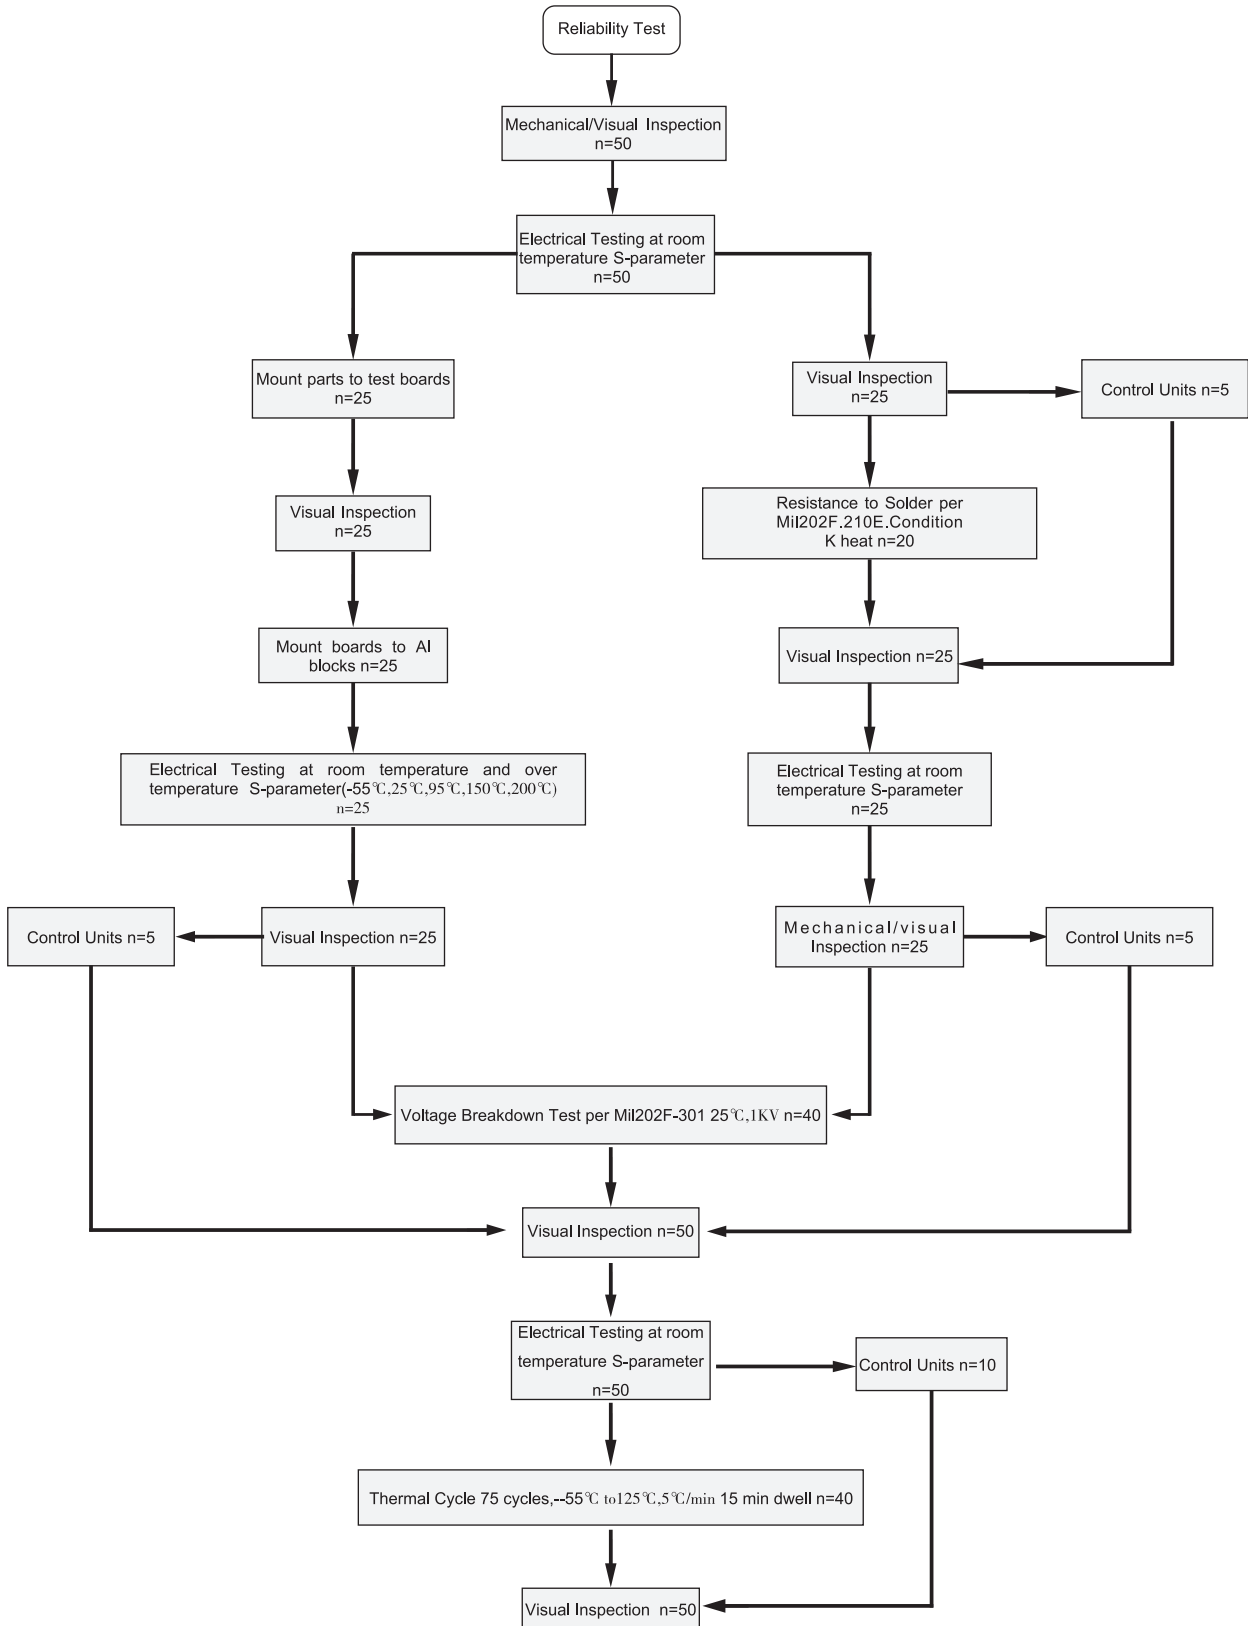 Reliability Test
Mechanical/Visual Inspection
n=50
Electrical Testing at room
temperature S-parameter
n=50
Mount parts to test boards
n=25
Visual Inspection
n=25
Control Units n=5
Visual Inspection
n=25
Resistance to Solder per
Mil202F.210E.Condition
K heat n=20
Mount boards to Al
blocks n=25
Visual Inspection n=25
Electrical Testing at room temperature and over
temperature S-parameter(-55℃,25℃,95℃,150℃,200℃)
n=25
Electrical Testing at room
temperature S-parameter
n=25
Control Units n=5
Visual Inspection n=25
Mechanical/visual
Inspection n=25
Control Units n=5
Voltage Breakdown Test per Mil202F-301 25℃,1KV n=40
Visual Inspection n=50
Electrical Testing at room
temperature S-parameter
n=50
Control Units n=10
Thermal Cycle 75 cycles,--55℃ to125℃,5℃/min 15 min dwell n=40
Visual Inspection n=50